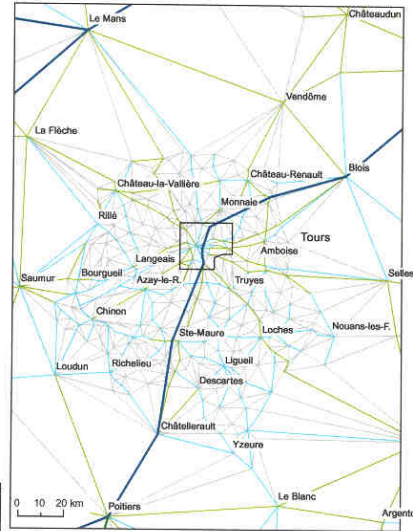 Le Mans
Châteaudun
Vendôme
La Flèche
Blois
Château-la-Vallière
Château-Renault
Monnaie
Rillé
Tours
Langeais
Amboise
Saumur
Bourgueil
Azay-le-R.
Truyes
Selles
Chinon
Ste-Maure
Loches
Nouans-les-F.
Loudun
Richelieu
Ligueil
Descartes
Châtellerault
Yzeure
0 10 20 km
Poitiers
Le Blanc
Argento